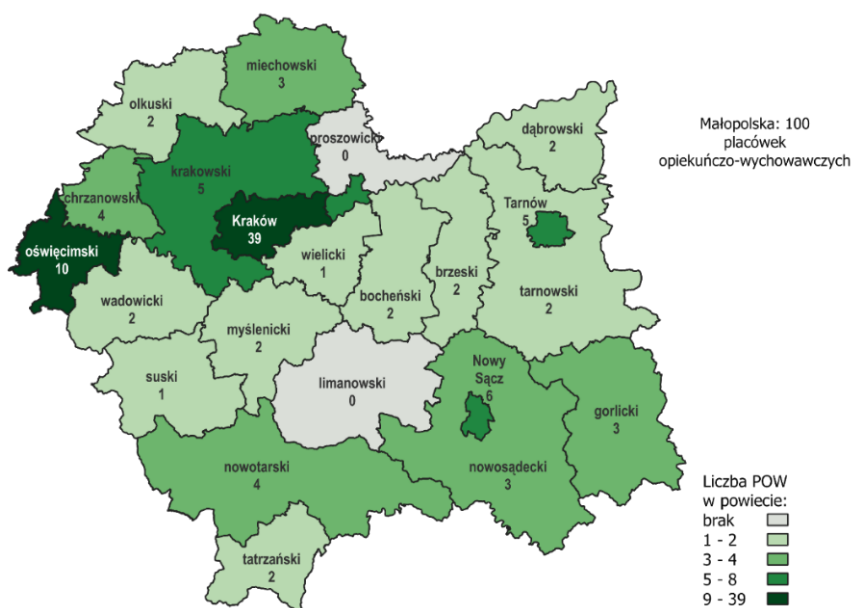 miechowski
3
olkuski
2
proszowicki
0
dąbrowski
2
Małopolska: 100
placówek
opiekuńczo-wychowawczych
krakowski
5
chrzanowski
4
Tarnów
5
Kraków
39
oświęcimski
10
wielicki
1
brzeski
2
bocheński
2
tarnowski
2
wadowicki
2
myślenicki
2
suski
1
limanowski
0
Nowy
Sącz
6
gorlicki
3
nowotarski
4
nowosądecki
3
tatrzański
2
Liczba POW
w powiecie:
brak
1 - 2
3 - 4
5 - 8
9 - 39